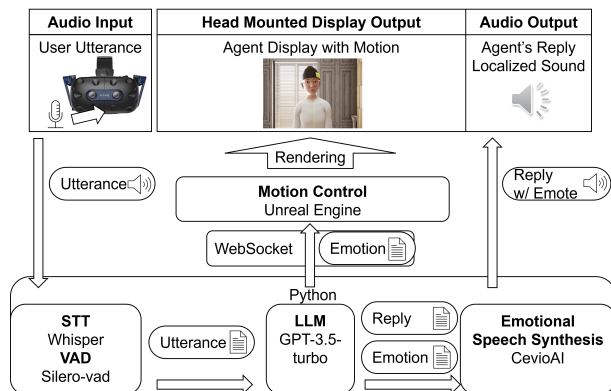 Audio Input
Head Mounted Display Output
Audio Output
User Utterance
Agent Display with Motion
Agent's Reply
Localized Sound
Rendering
Utterance
Reply
w/ Emote
Motion Control
Unreal Engine
WebSocket
Emotion
Python
STT
Whisper
VAD
Silero-vad
Utterance
LLM
GPT-3.5-
turbo
Reply
Emotion
Emotional
Speech Synthesis
CevioAI